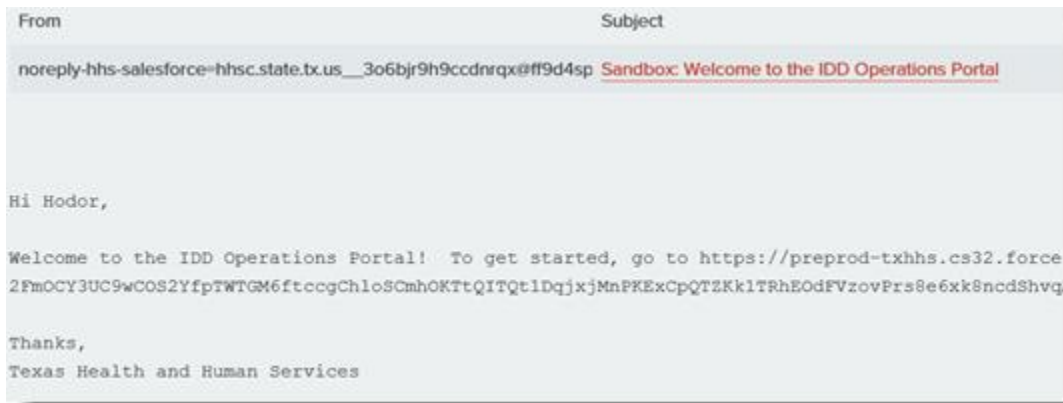 From Subject
noreply-hhs-salesforce=hhsc.state.tx.us__3o6bjr9h9ccdnrqx@ff9d4sp Sandbox: Welcome to the IDD Operations Portal
Hi Hodor,
Welcome to the IDD Operations Portal! To get started, go to https://preprod-txhhs.cs32.force
2FmOCY3UC9wCOS2YfpTWTGM6ftccgChloSCmhOKTtQITQt1DqjxjMnPKExCpQTZKk1TRhEOdFVzovPrs8e6xk8ncdShvq
Thanks,
Texas Health and Human Services